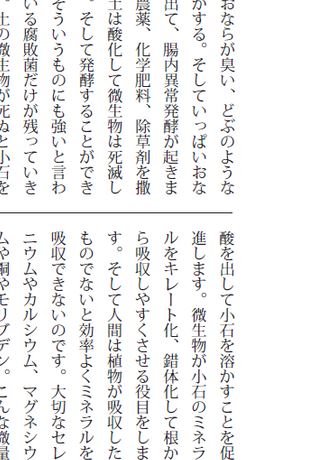 おならが臭い、どぶのような
かする。そしていっぱいおな
出て、腸内異常発酵が起きま
農薬、化学肥料、除草剤を撒
土は酸化して微生物は死滅し
。そして発酵することができ
そういうものにも強いと言わ
いる腐敗菌だけが残っていき
。土の微生物が死ぬと小石を
酸を出して小石を溶かすことを促
進します。微生物が小石のミネラ
ルをキレート化、錯体化して根か
ら吸収しやすくさせる役目をしま
す。そして人間は植物が吸収した
ものでないと効率よくミネラルを
吸収できないのです。大切なセレ
ニウムやカルシウム、マグネシウ
ムや銅やモリブデン。こんな微量